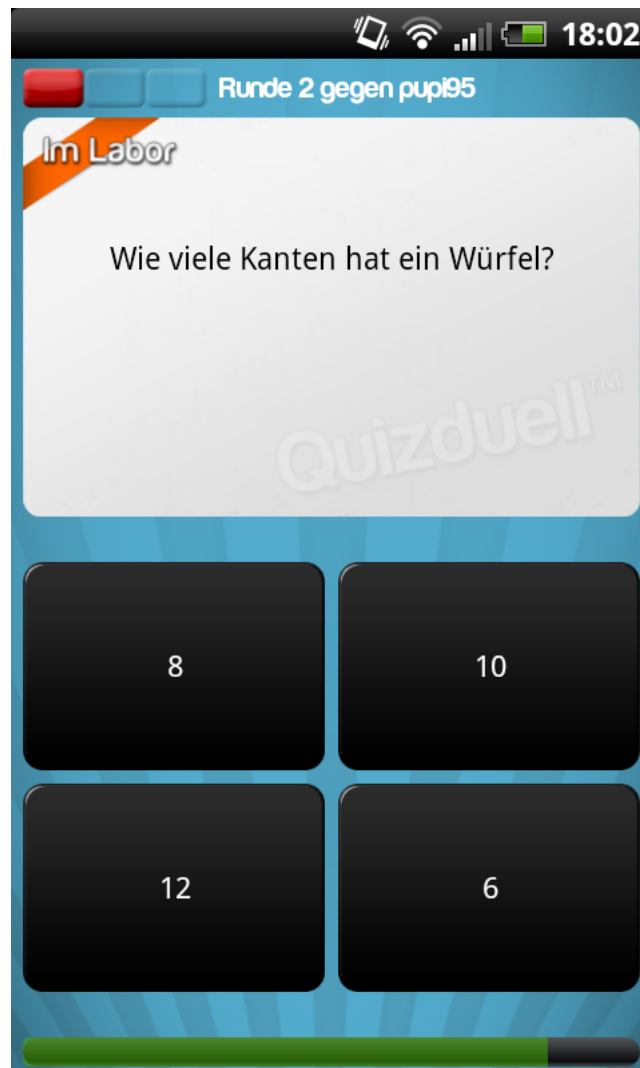 18:02
Runde 2 gegen pupi95
Im Labor
Wie viele Kanten hat ein Würfel?
Quizduell™
8
10
12
6